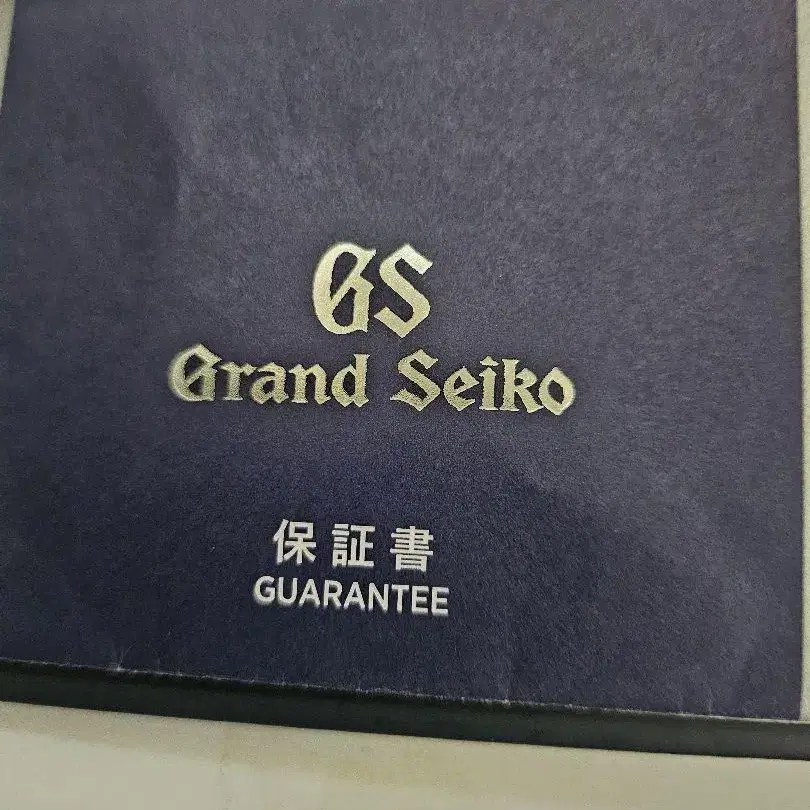 GS
Grand Seiko
保証書
GUARANTEE